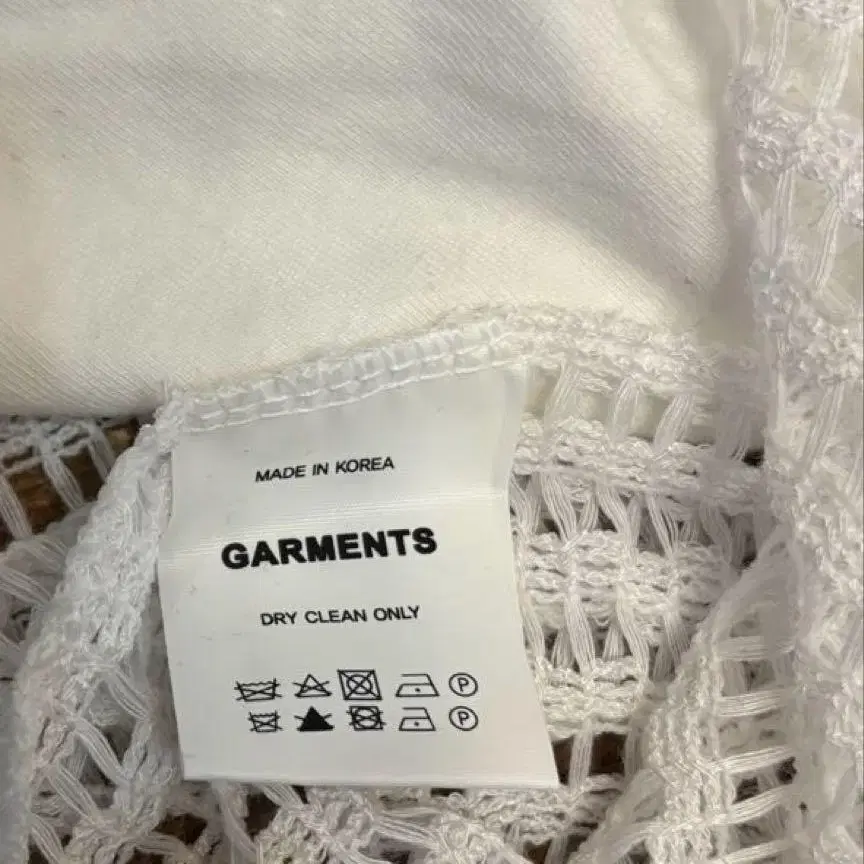 MADE IN KOREA
GARMENTS
DRY CLEAN ONLY
P
P